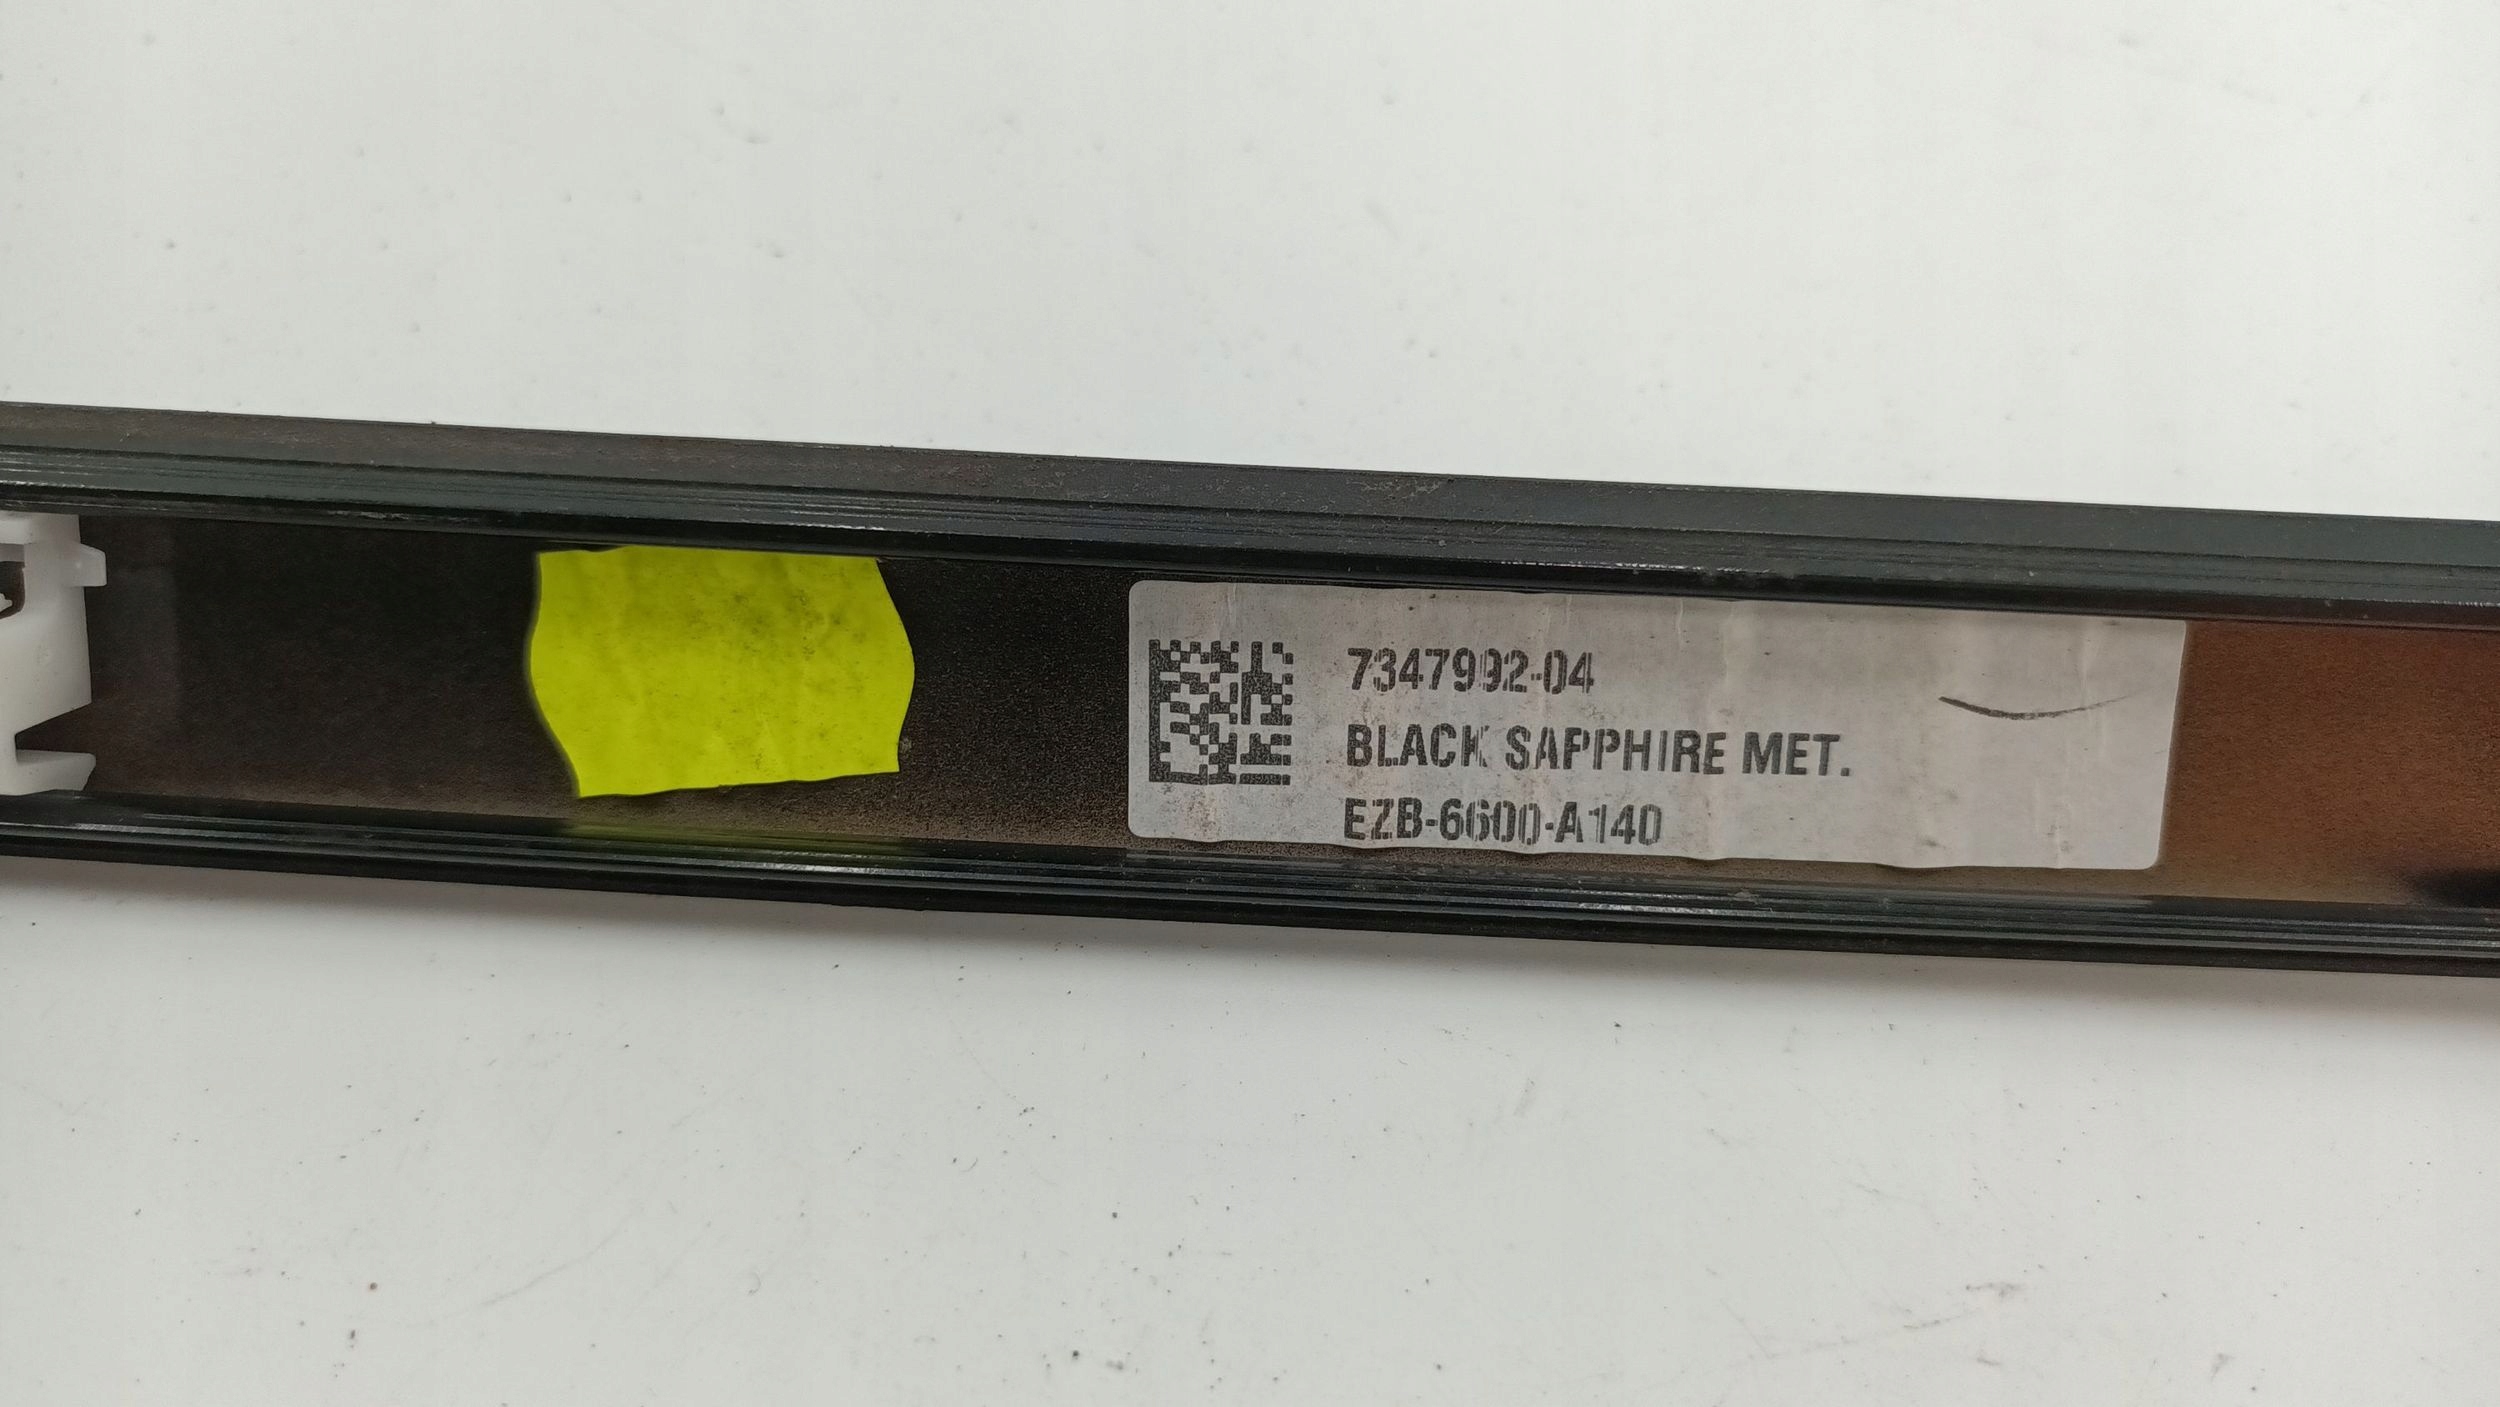 7347992-04
BLACK SAPPHIRE MET.
EZB-6600-A140